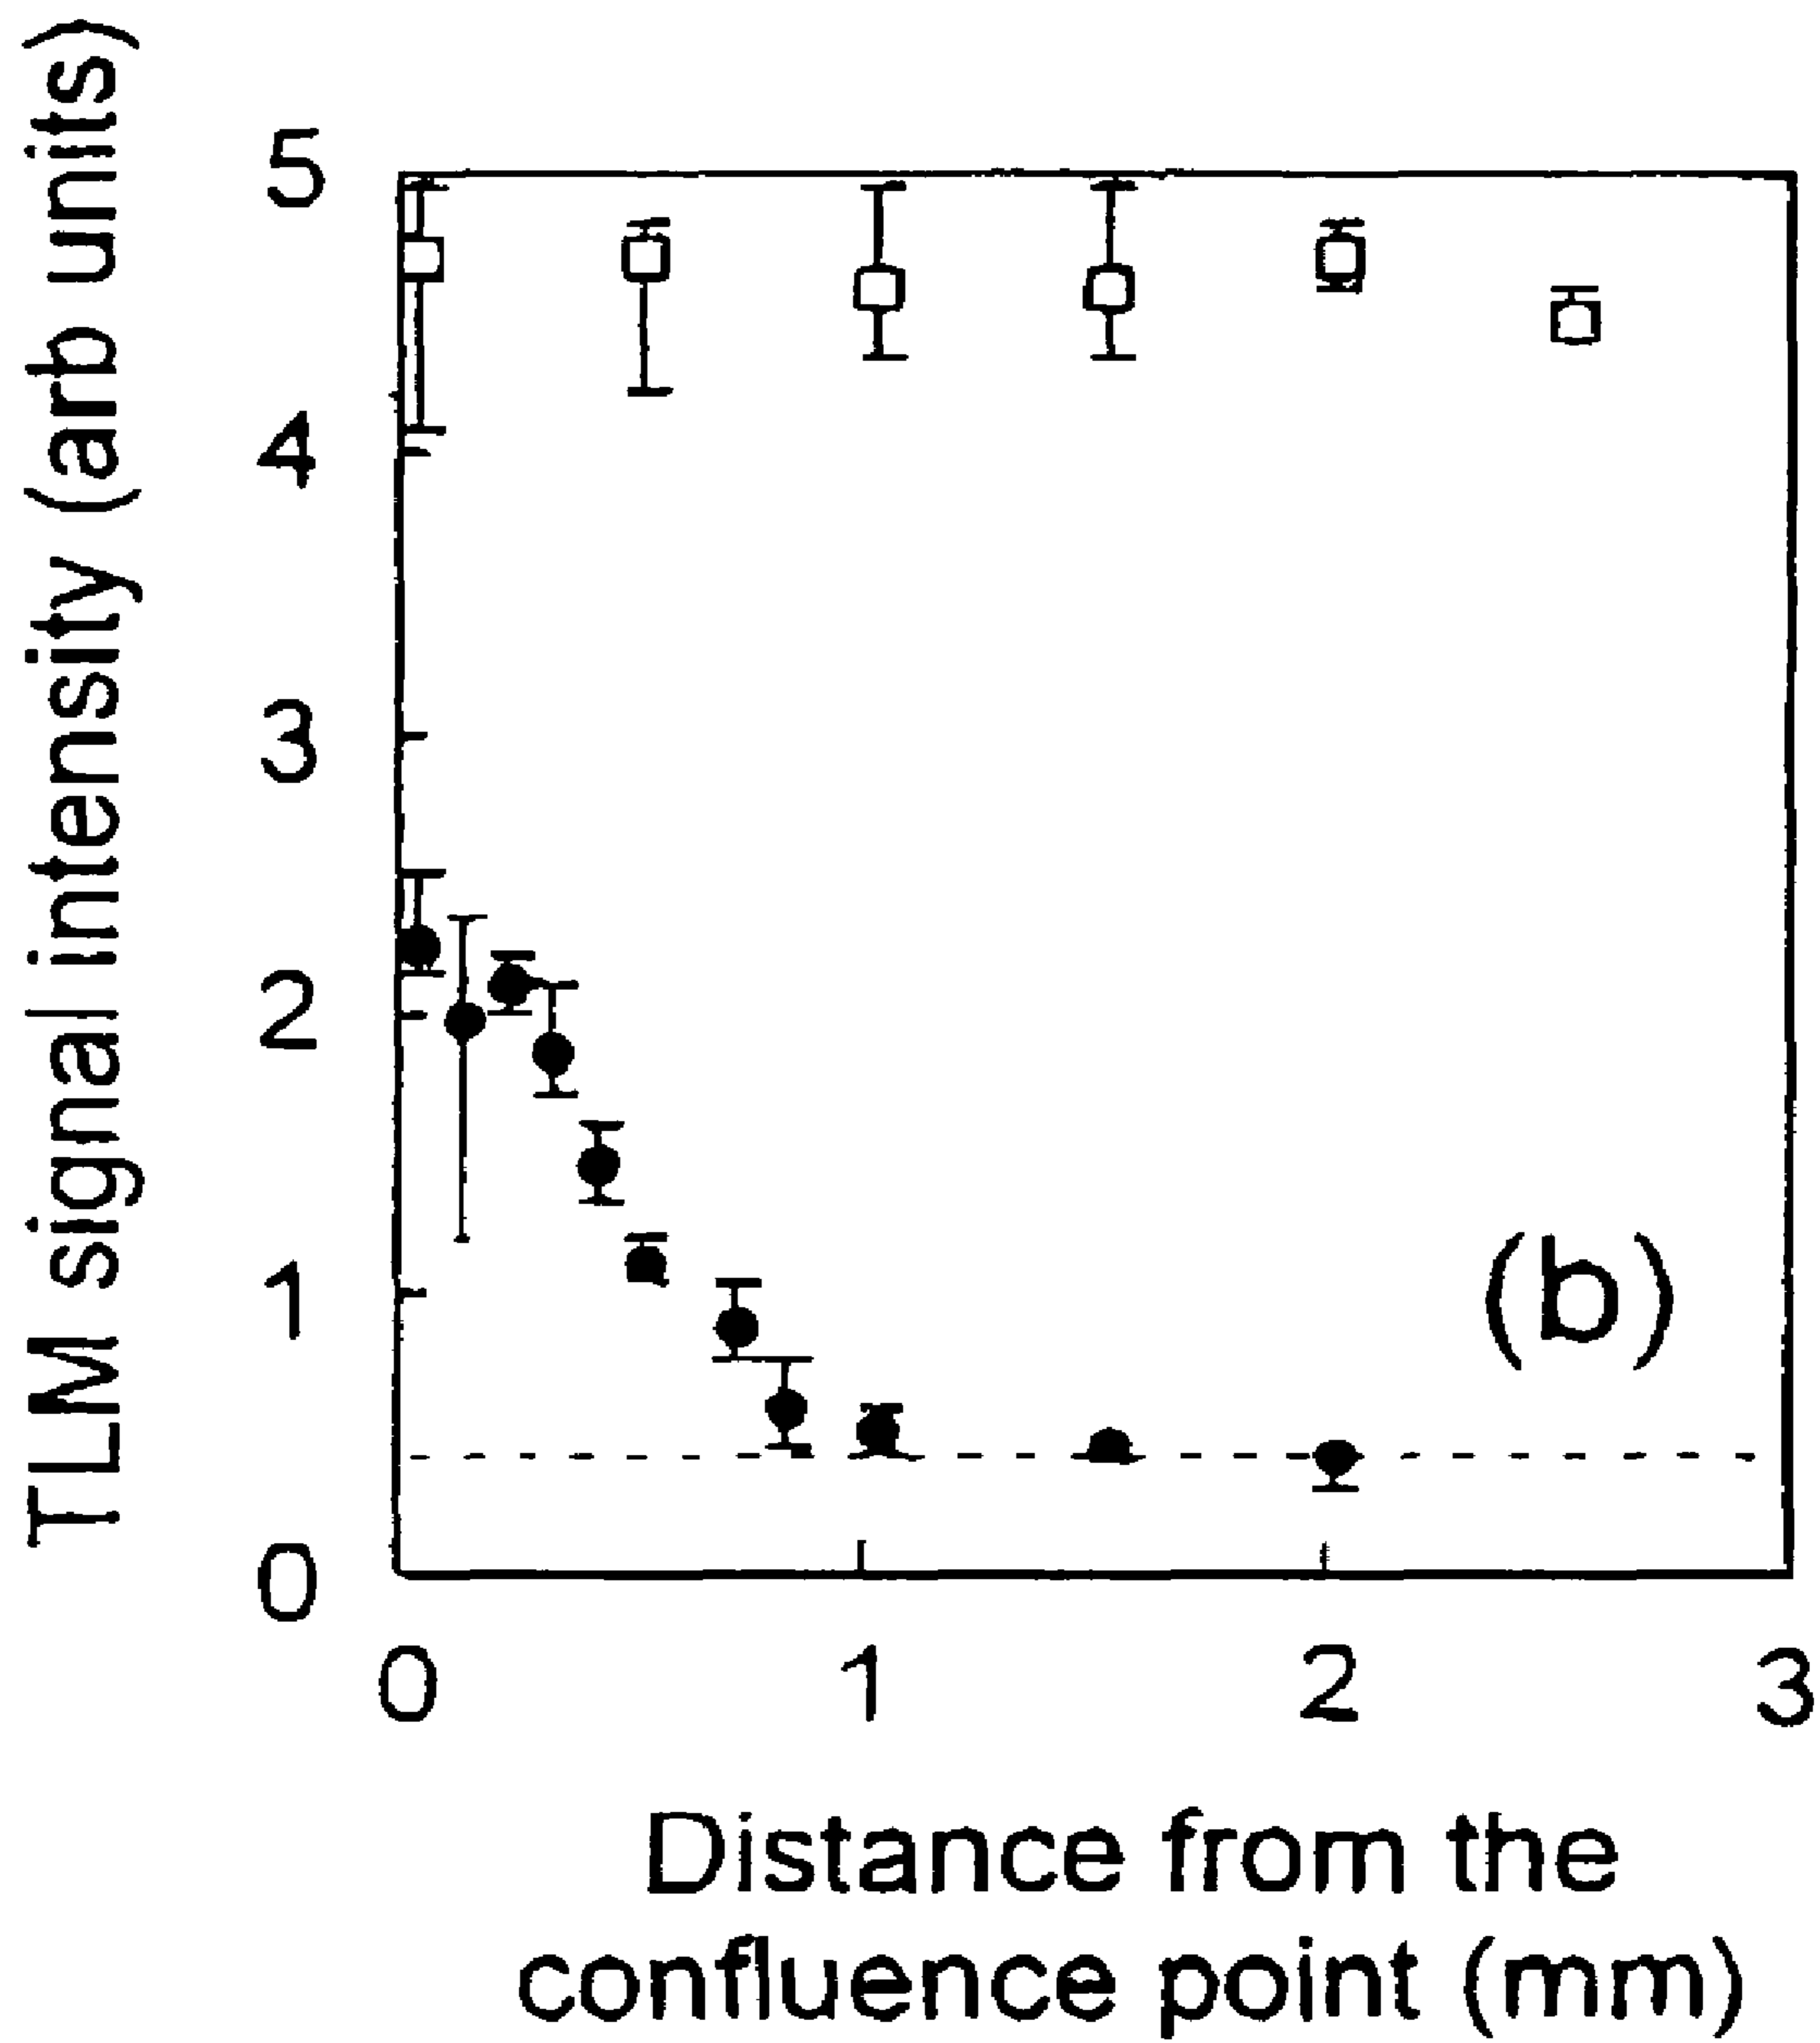 TLM signal intensity (arb units)
5
4
3
2
1
0
(b)
0 1 2 3
Distance from the
confluence point (mm)